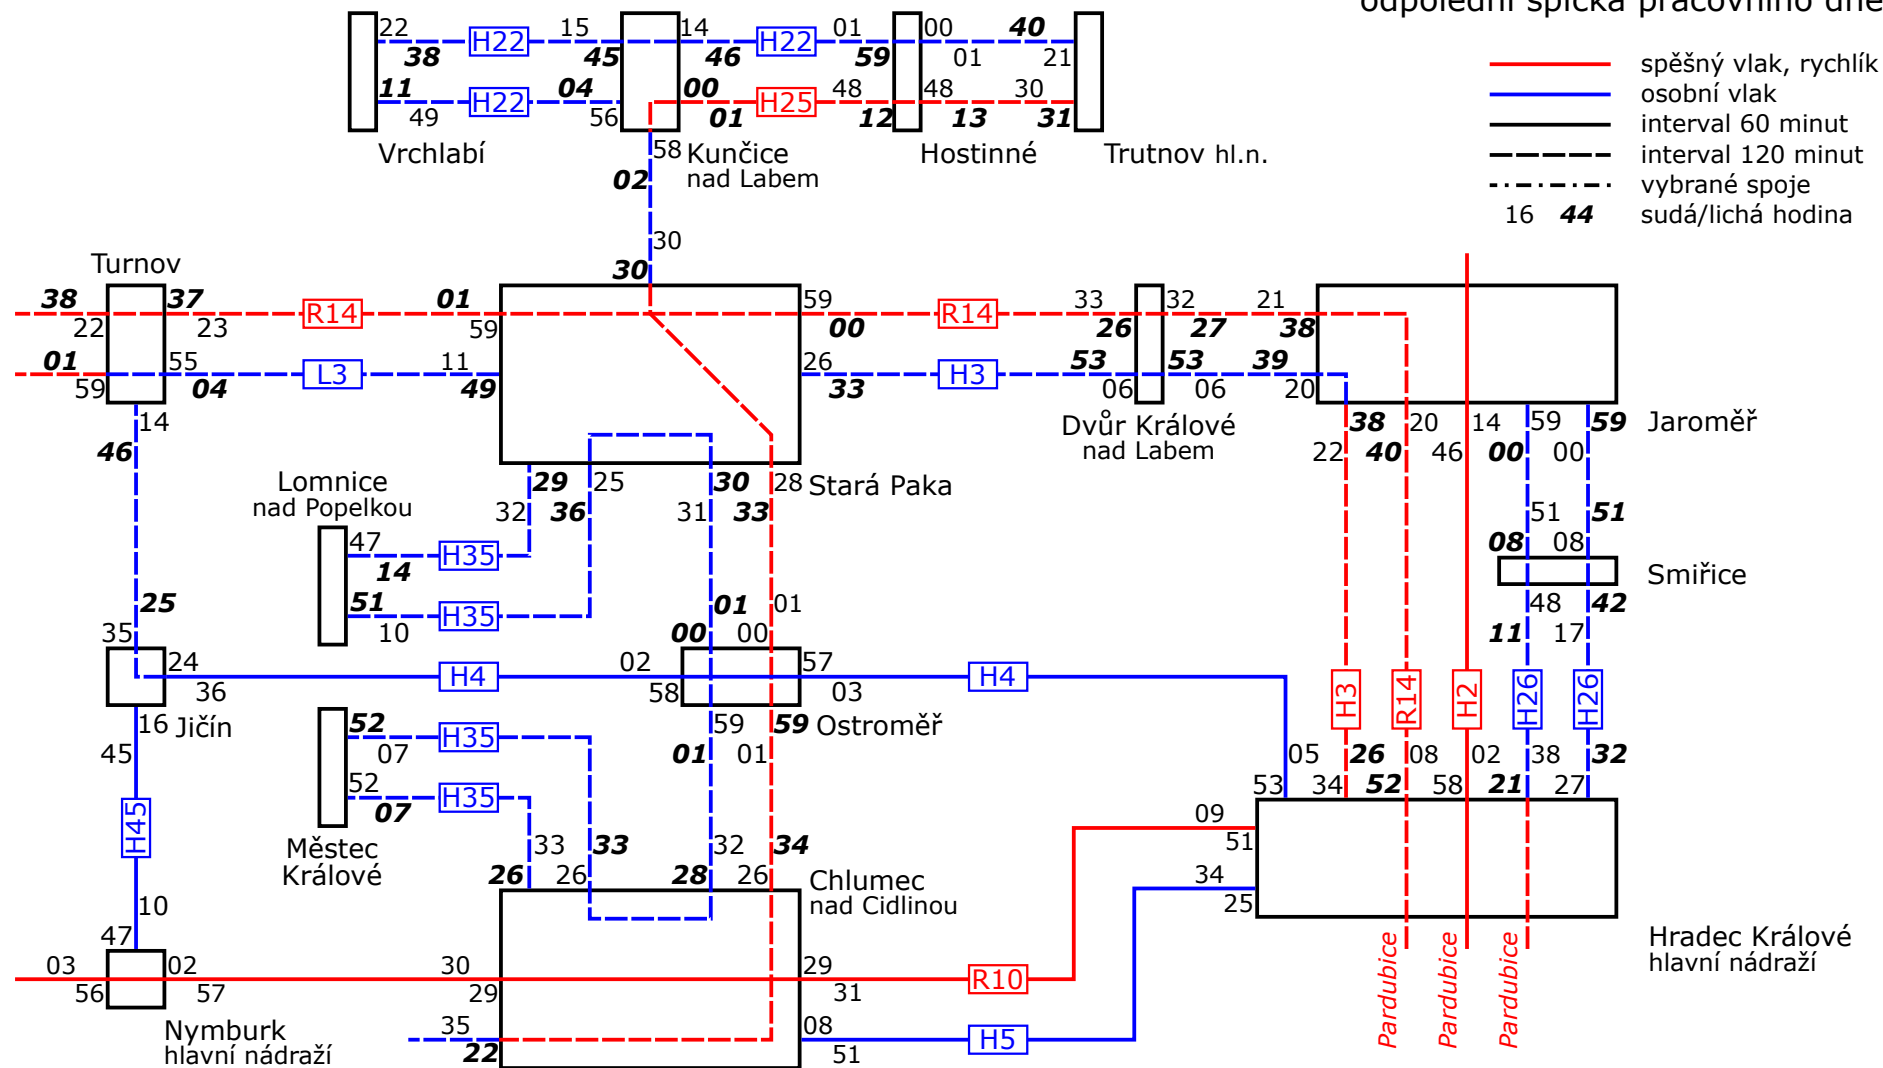 odpolední špička pracovního dne
22 15 14 01 00 40
H22 H22
38 45 46 59 01 21
11 04 00 48 48 30
H22 H25
49 56 01 12 13 31
Vrchlabí
Kunčice
nad Labem
Hostinné
Trutnov hl.n.
58
02
30
30
spěšný vlak, rychlík
osobní vlak
interval 60 minut
interval 120 minut
vybrané spoje
16 44 sudá/lichá hodina
Turnov
38 37 01 59 33 32 21
R14 R14
22 23 59 00 26 27 38
01 55 11 26 53 53 39
L3 H3
59 04 49 33 06 06 20
Dvůr Králové
nad Labem
Jaroměř
14
46
38 20 14 59 59
22 40 46 00 00
Lomnice
nad Popelkou
29 25 30 28
32 36 31 33
Stará Paka
47
H35
14
51
H35
10
51 51
08 08
Smiřice
48 42
11 17
25
35
01 01
00 00
24 02 57
H4 H4
36 58 03
16 Jičín
45
59 59 Ostroměř
01 01
H3 R14 H2 H26 H26
52
H35
07
52
H35
07
Městec
Králové
05 26 08 02 38 32
53 34 52 58 21 27
H45
33 33 32 34
26 26 28 26
Chlumec
nad Cidlinou
09
51
34
25
10
47
03 02 30 29
R10
56 57 29 31
35 08
H5
22 51
Nymburk
hlavní nádraží
Pardubice
Pardubice
Pardubice
Hradec Králové
hlavní nádraží